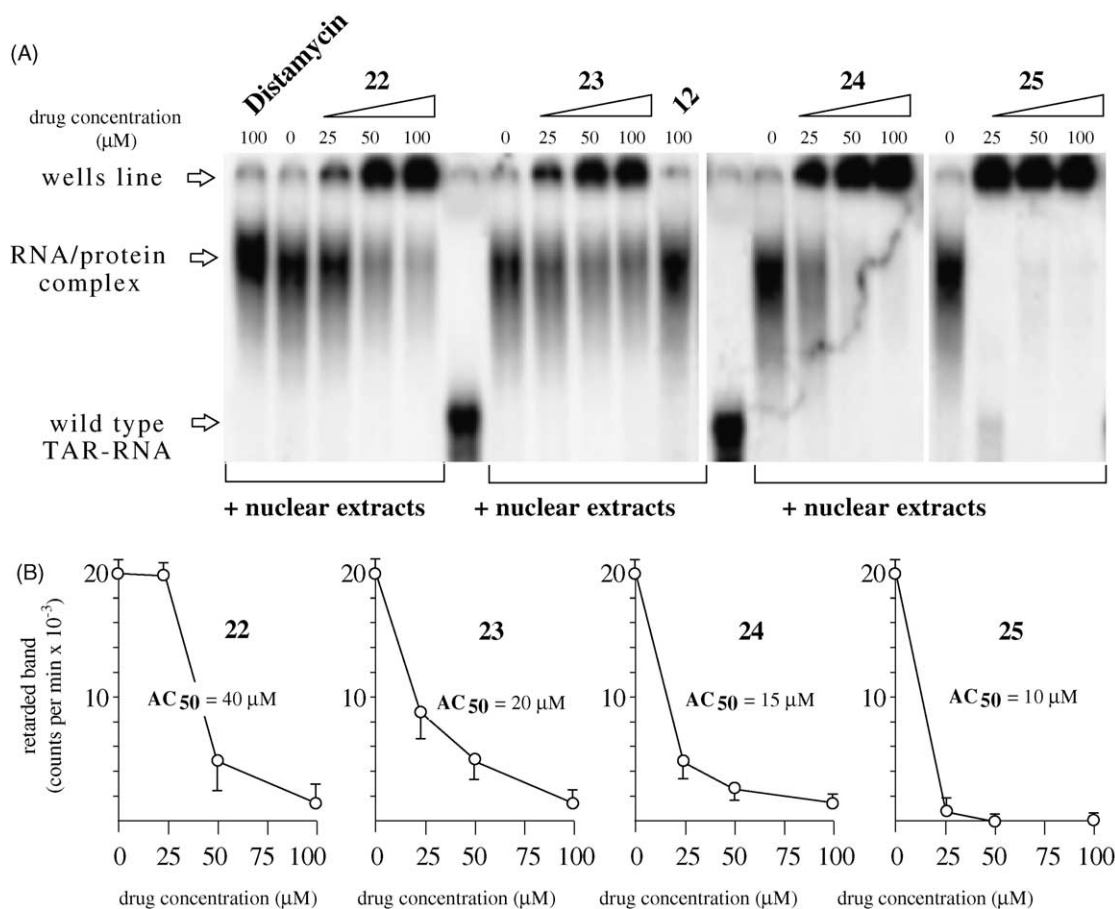 (A)
Distamycin 22 23 12 24 25
drug concentration
(μM)
100 0 25 50 100 0 25 50 100 100 0 25 50 100 0 25 50 100
wells line
RNA/protein
complex
wild type
TAR-RNA
+ nuclear extracts + nuclear extracts + nuclear extracts
(B)
retarded band
(counts per min x 10-3)
20 20 20 20
22 23 24 25
10 10 10 10
AC50 = 40 μM AC50 = 20 μM AC50 = 15 μM AC50 = 10 μM
0 25 50 75 100 0 25 50 75 100 0 25 50 75 100 0 25 50 75 100
drug concentration (μM) drug concentration (μM) drug concentration (μM) drug concentration (μM)